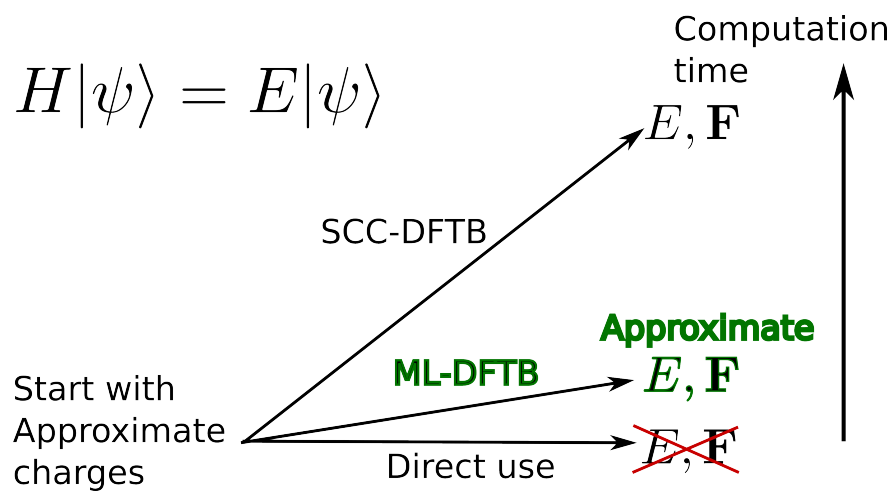 Computation
time
H|ψ⟩ = E|ψ⟩
E, F
SCC-DFTB
Approximate
ML-DFTB
E, F
Start with
Approximate
charges
E, F
Direct use